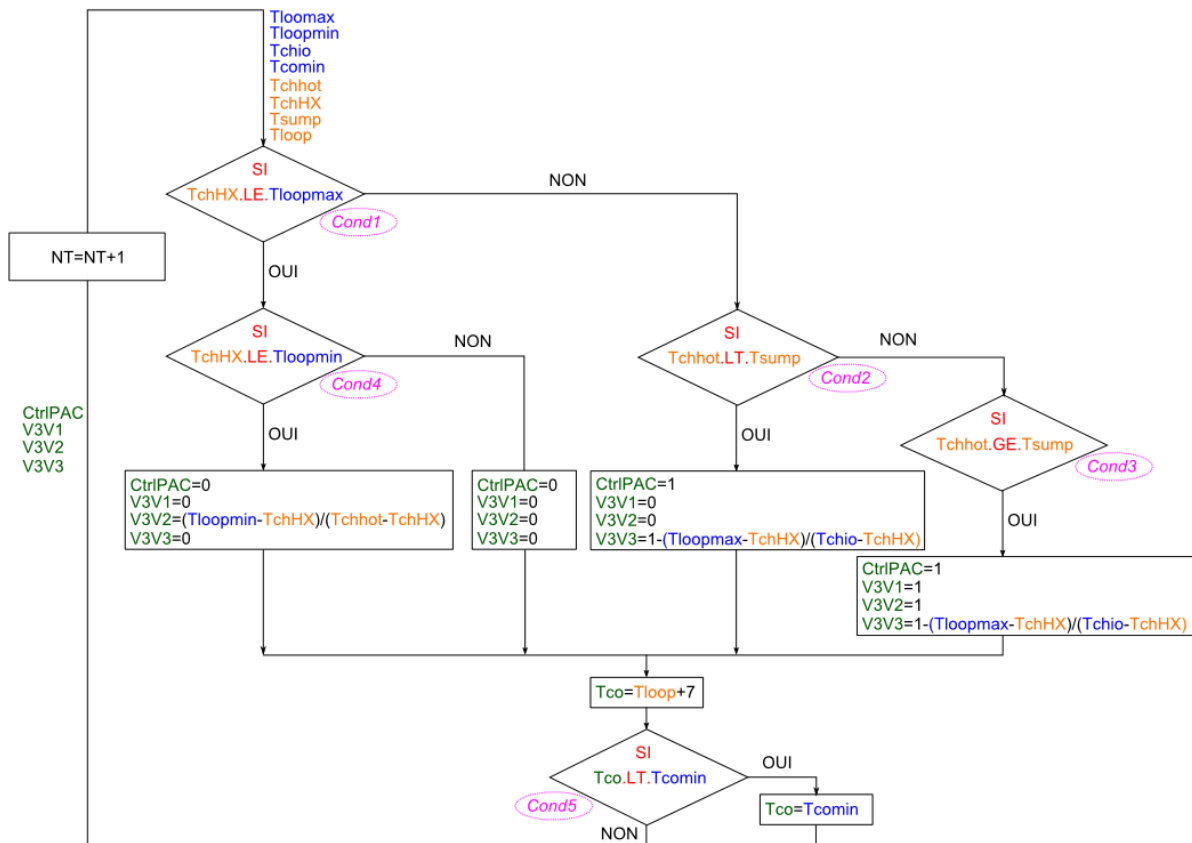 Tloomax
Tloopmin
Tchio
Tcomin
Tchhot
TchHX
Tsump
Tloop
SI
TchHX.LE.Tloopmax
Cond1
NON
OUI
NT=NT+1
SI
TchHX.LE.Tloopmin
Cond4
NON
OUI
SI
Tchhot.LT.Tsump
Cond2
NON
OUI
SI
Tchhot.GE.Tsump
Cond3
OUI
CtrlPAC
V3V1
V3V2
V3V3
CtrlPAC=0
V3V1=0
V3V2=(Tloopmin-TchHX)/(Tchhot-TchHX)
V3V3=0
CtrlPAC=0
V3V1=0
V3V2=0
V3V3=0
CtrlPAC=1
V3V1=0
V3V2=0
V3V3=1-(Tloopmax-TchHX)/(Tchio-TchHX)
CtrlPAC=1
V3V1=1
V3V2=1
V3V3=1-(Tloopmax-TchHX)/(Tchio-TchHX)
Tco=Tloop+7
SI
Tco.LT.Tcomin
Cond5
OUI
Tco=Tcomin
NON